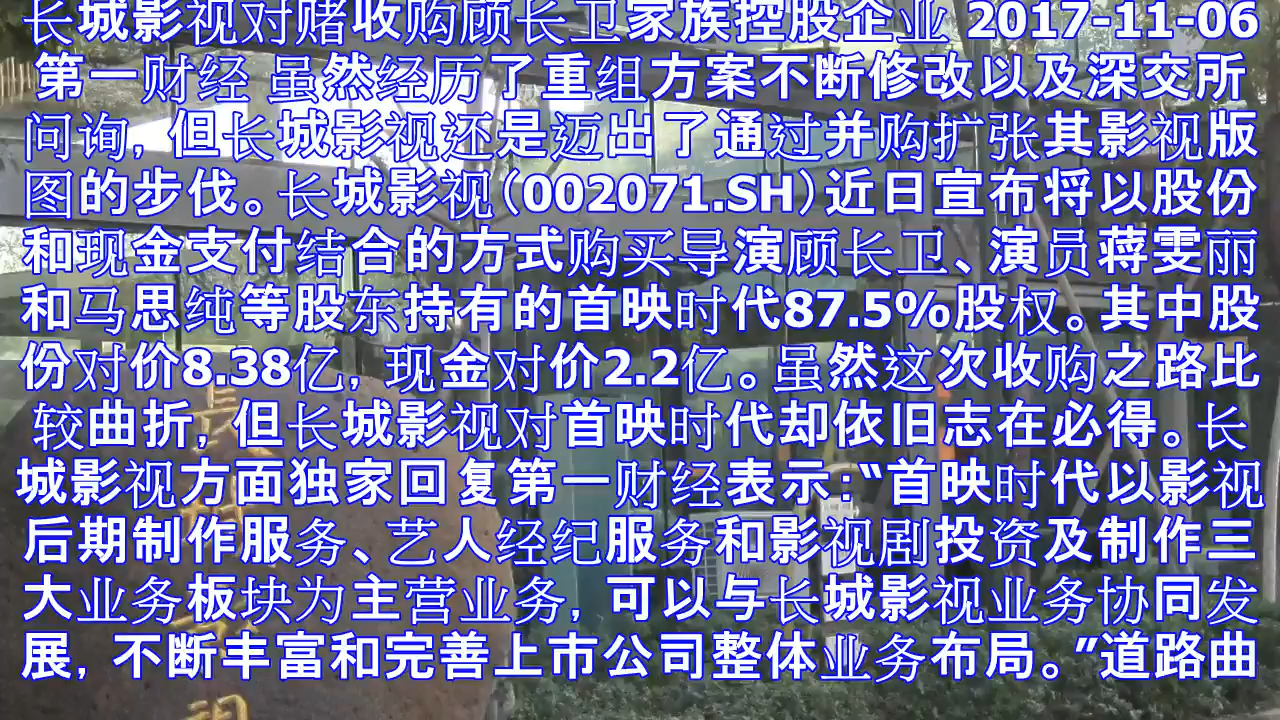 长城影视对赌收购顾长卫家族控股企业 2017-11-06
第一财经 虽然经历了重组方案不断修改以及深交所
问询, 但长城影视还是迈出了通过并购扩张其影视版
图的步伐。长城影视(002071.SH)近日宣布将以股份
和现金支付结合的方式购买导演顾长卫、演员蒋雯丽
和马思纯等股东持有的首映时代87.5%股权。其中股
份对价8.38亿, 现金对价2.2亿。虽然这次收购之路比
较曲折, 但长城影视对首映时代却依旧志在必得。长
城影视方面独家回复第一财经表示:“首映时代以影视
后期制作服务、艺人经纪服务和影视剧投资及制作三
大业务板块为主营业务, 可以与长城影视业务协同发
展, 不断丰富和完善上市公司整体业务布局。”道路曲